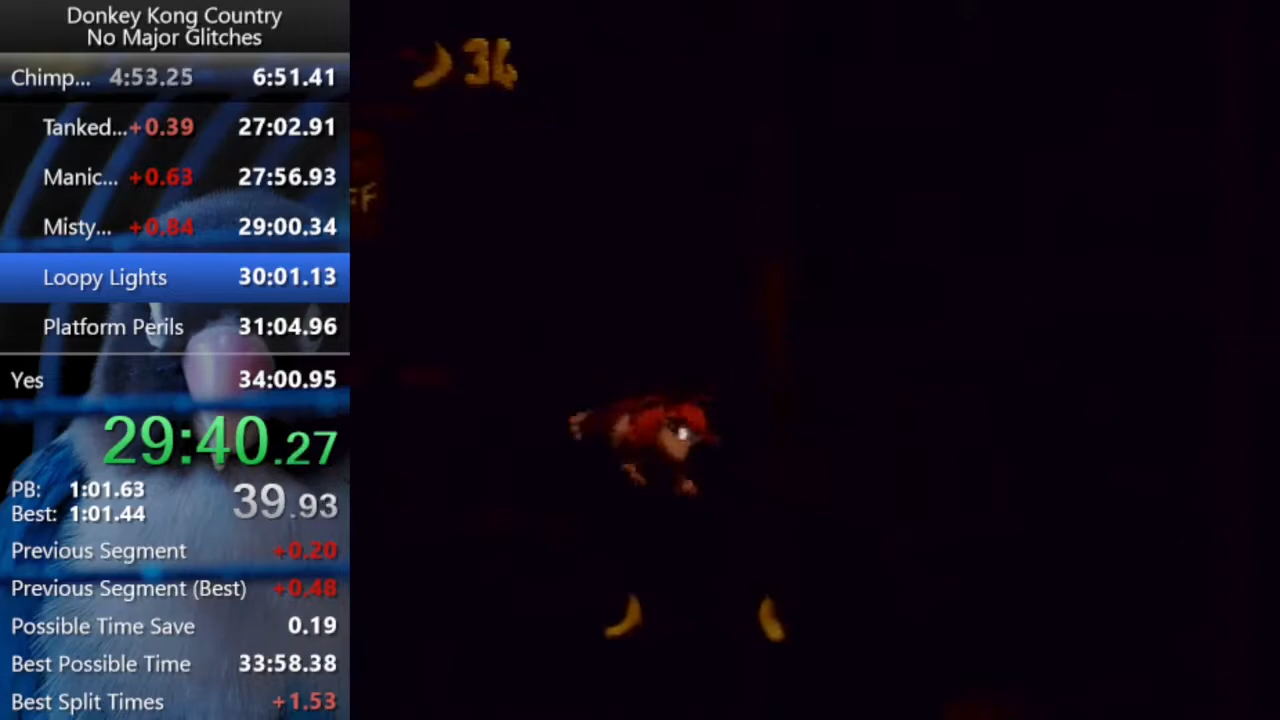 Donkey Kong Country
No Major Glitches
Chimp... 4:53.25 6:51.41
Tanked... +0.39 27:02.91
Manic... +0.63 27:56.93
Misty... +0.84 29:00.34
Loopy Lights 30:01.13
Platform Perils 31:04.96
Yes 34:00.95
29:40.27
PB: 1:01.63
Best: 1:01.44
39.93
Previous Segment +0.20
Previous Segment (Best) +0.48
Possible Time Save 0.19
Best Possible Time 33:58.38
Best Split Times +1.53
34
FF